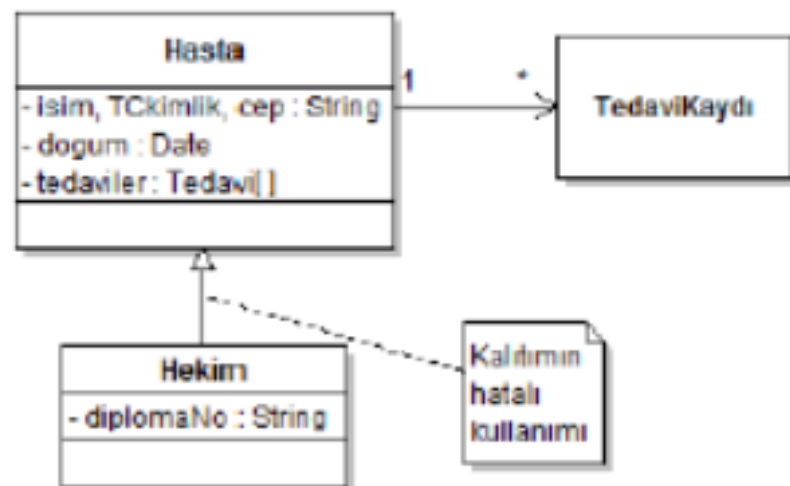 Hasta
- isim, TCkimlik, cep : String
- dogum : Date
- tedaviler : Tedavi[ ]
1
*
TedaviKaydı
Hekim
- diplomaNo : String
Kalıtımın
hatalı
kullanımı